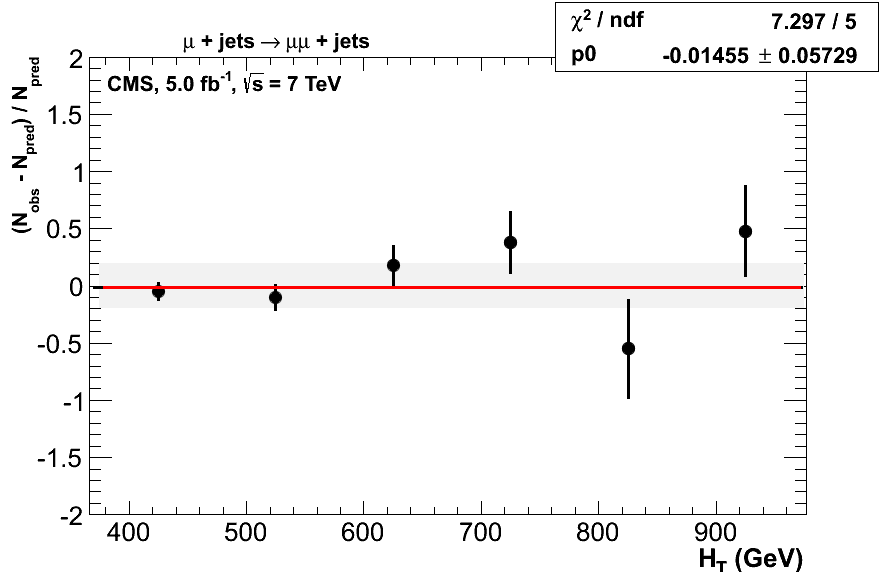 μ + jets → μμ + jets
χ² / ndf 7.297 / 5
p0 -0.01455 ± 0.05729
CMS, 5.0 fb⁻¹, √s = 7 TeV
(N_obs - N_pred) / N_pred
2
1.5
1
0.5
0
-0.5
-1
-1.5
-2
400 500 600 700 800 900
H_T (GeV)